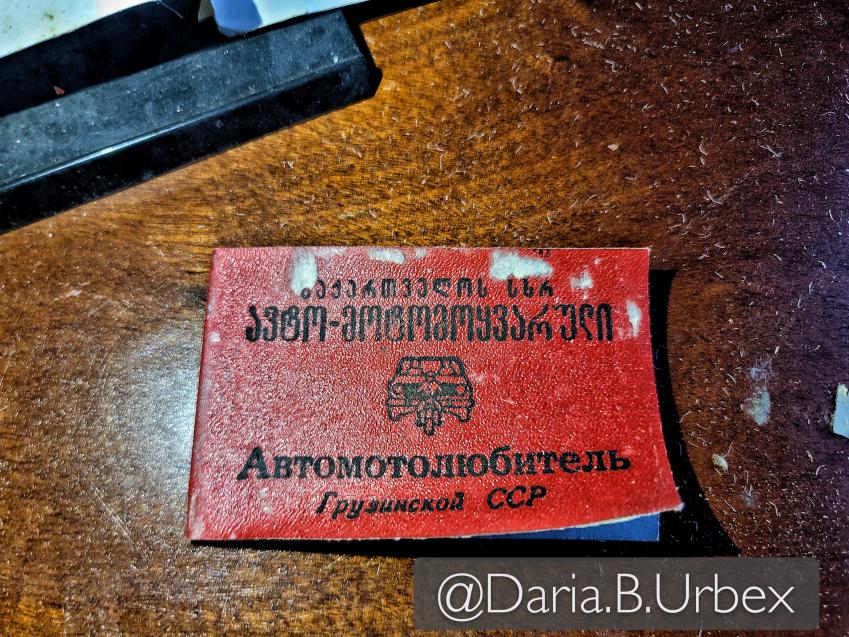 საქართველოს სსრ
ავტო-მოტომოყვარული
Автомотолюбитель
Грузинской ССР
@Daria.B.Urbex